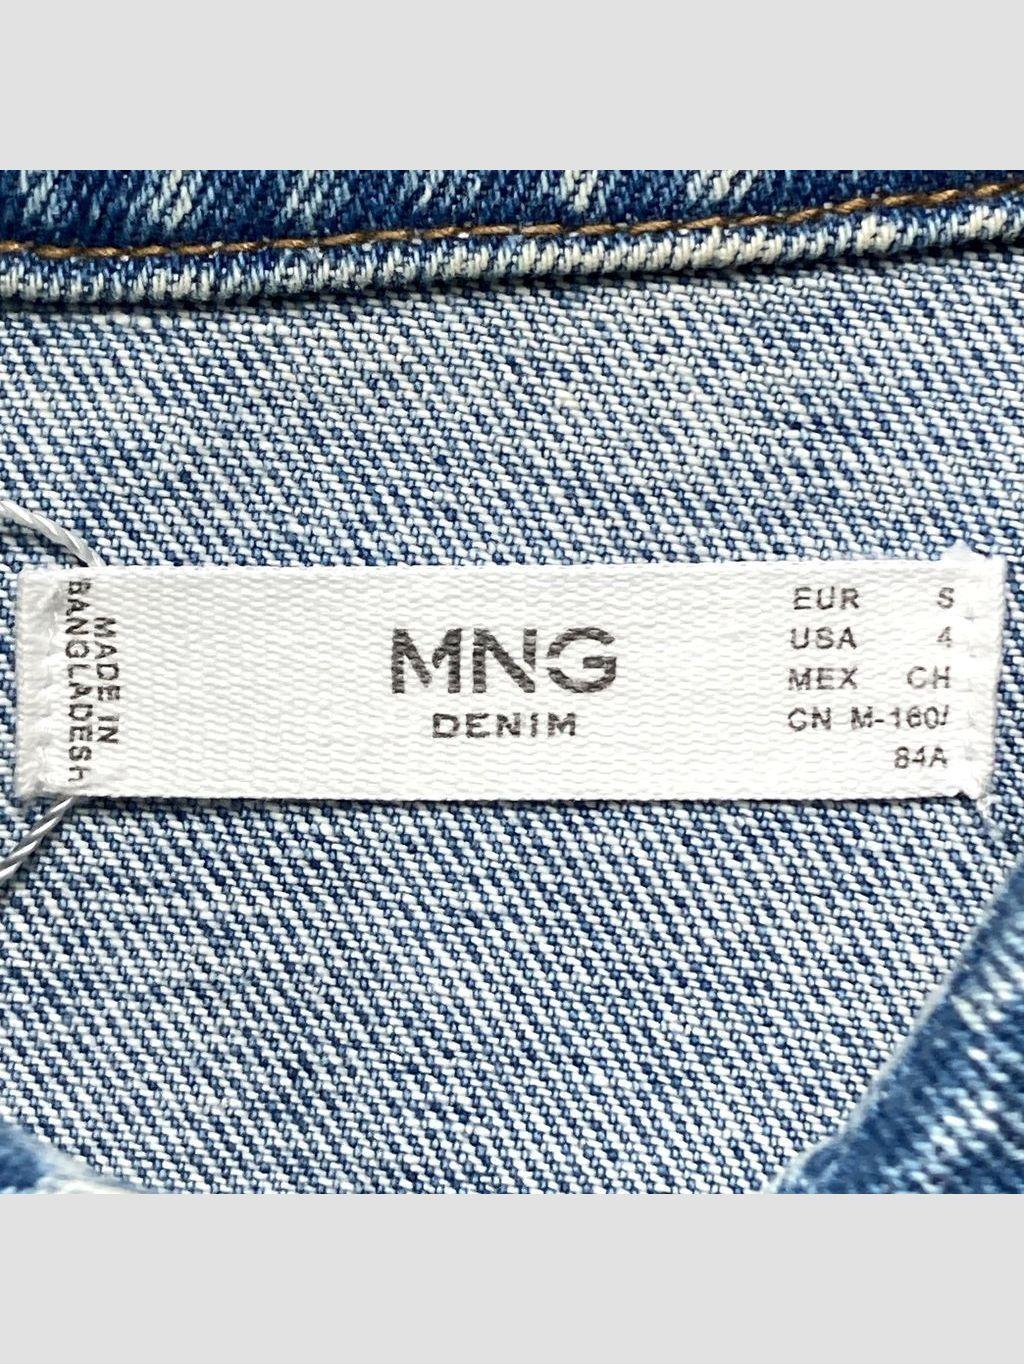 MADE IN
BANGLADESH
MNG
DENIM
EUR S
USA 4
MEX CH
CN M-160/
84A